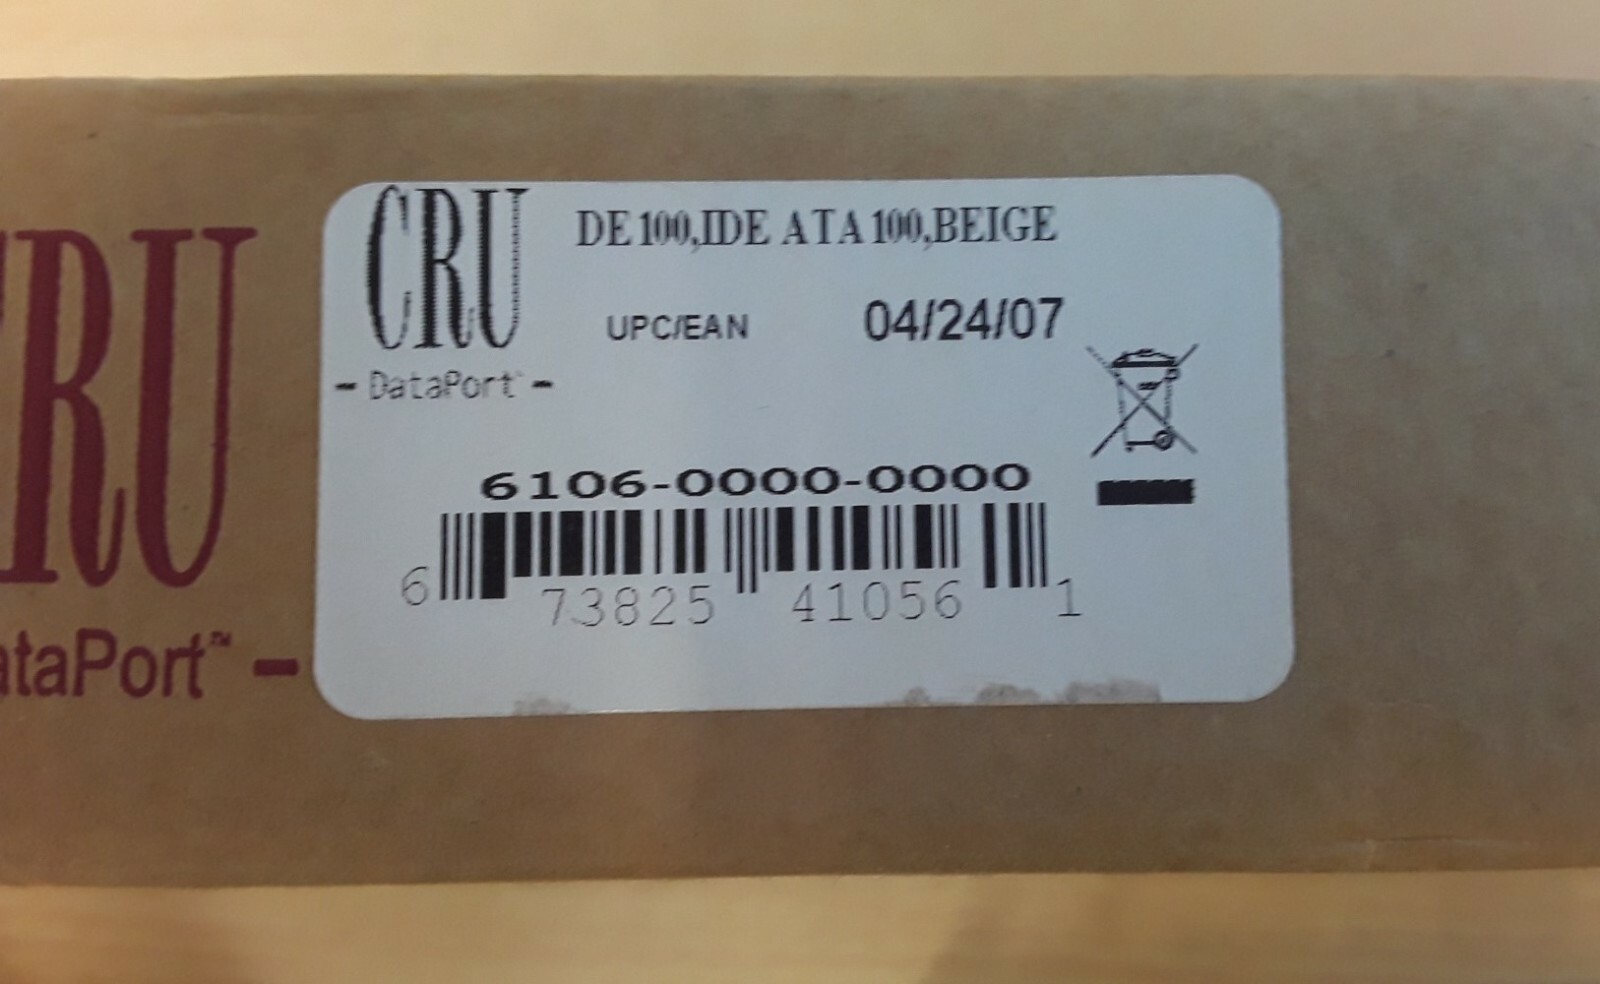 CRU
DE 100,IDE ATA 100,BEIGE
UPC/EAN 04/24/07
- DataPort -
6106-0000-0000
6 73825 41056 1
RU
ataPort™ -